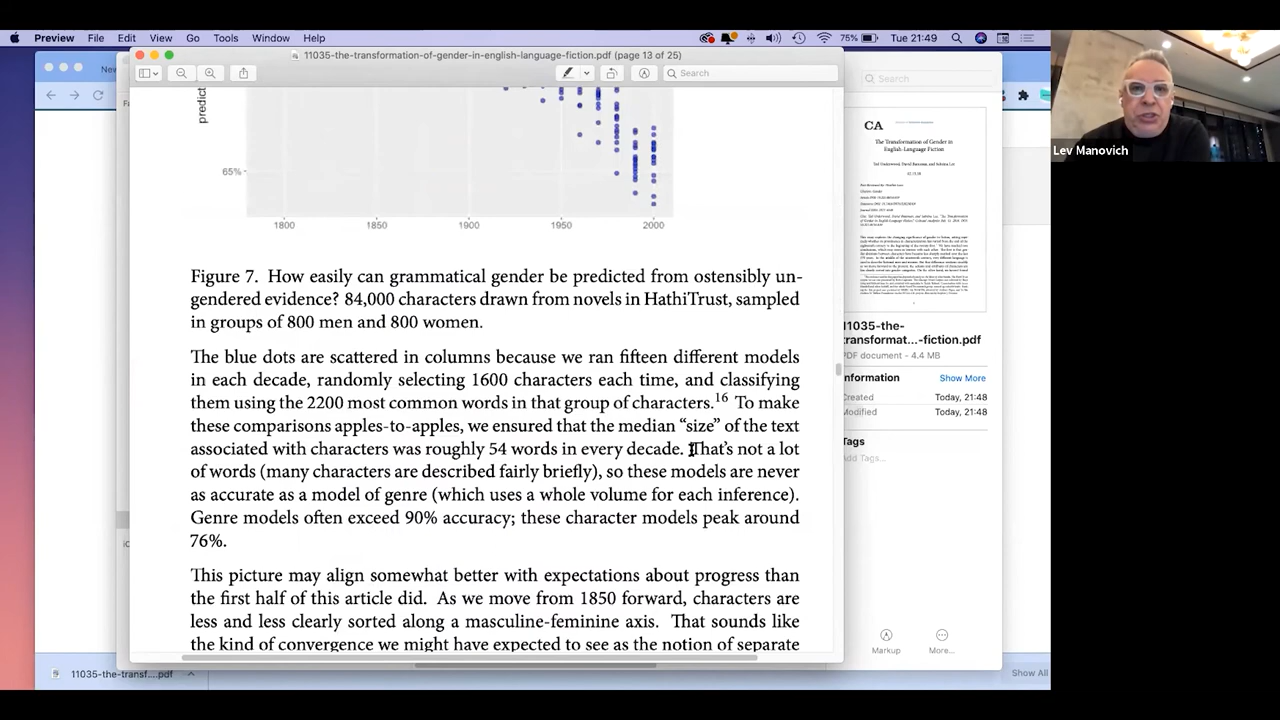 Preview File Edit View Go Tools Window Help
75% Tue 21:49
11035-the-transformation-of-gender-in-english-language-fiction.pdf (page 13 of 25)
Search
Search
predict
65%
1800 1850 1900 1950 2000
Figure 7 How easily can grammatical gender be predicted from ostensibly un-
gendered evidence? 84,000 characters drawn from novels in HathiTrust, sampled
in groups of 800 men and 800 women.
The blue dots are scattered in columns because we ran fifteen different models
in each decade, randomly selecting 1600 characters each time, and classifying
them using the 2200 most common words in that group of characters.16 To make
these comparisons apples-to-apples, we ensured that the median “size” of the text
associated with characters was roughly 54 words in every decade. That’s not a lot
of words (many characters are described fairly briefly), so these models are never
as accurate as a model of genre (which uses a whole volume for each inference).
Genre models often exceed 90% accuracy; these character models peak around
76%.
This picture may align somewhat better with expectations about progress than
the first half of this article did. As we move from 1850 forward, characters are
less and less clearly sorted along a masculine-feminine axis. That sounds like
the kind of convergence we might have expected to see as the notion of separate
CA
The Transformation of Gender in
English-Language Fiction
Ted Underwood, David Bamman, and Sabrina Lee
11035-the-
transformat...-fiction.pdf
PDF document - 4.4 MB
Information Show More
Created Today, 21:48
Modified Today, 21:48
Tags
Add Tags...
Markup More...
11035-the-transf....pdf
Show All
Lev Manovich